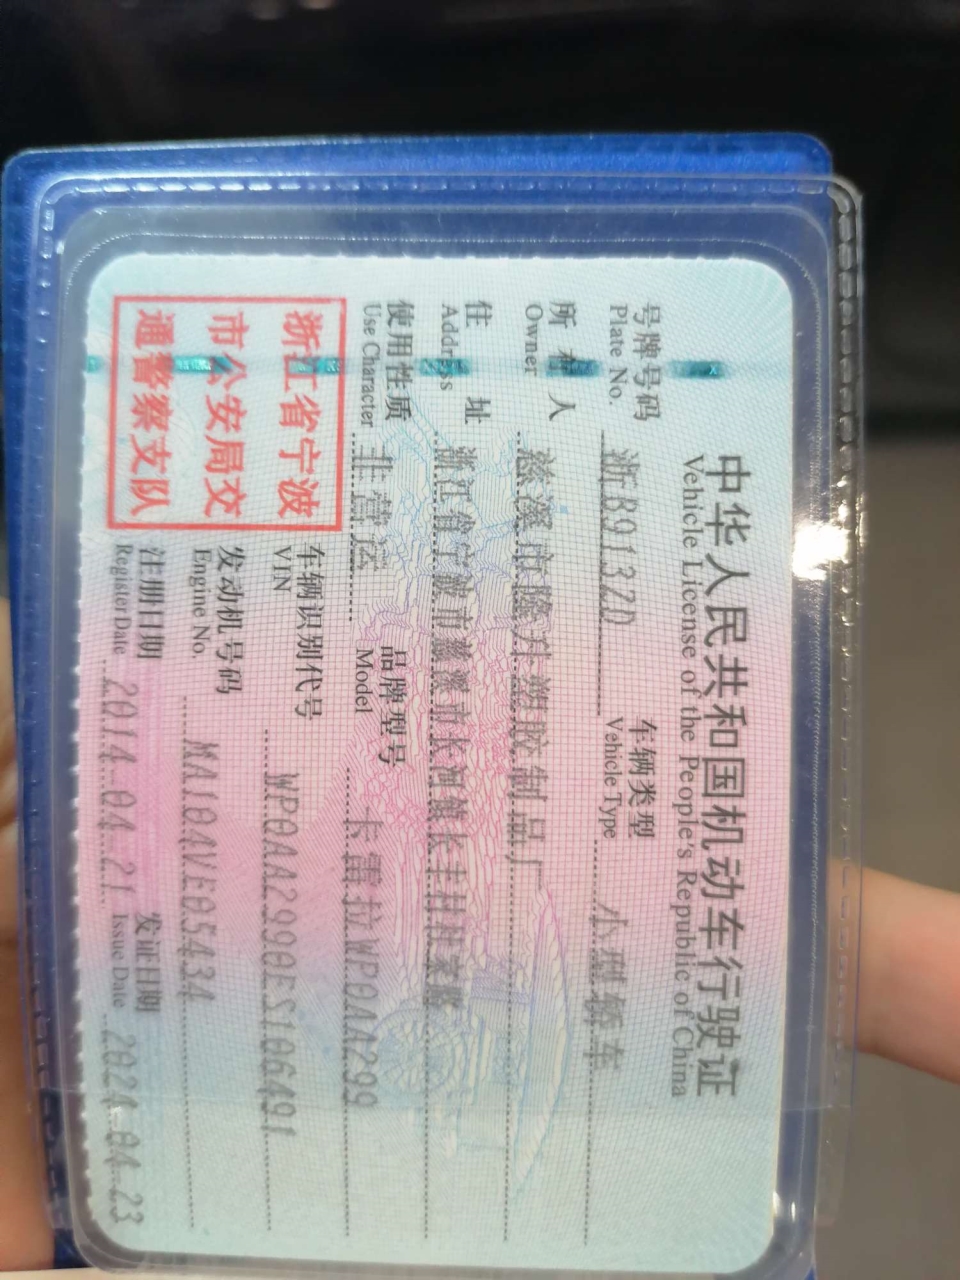 中华人民共和国机动车行驶证
Vehicle License of the People's Republic of China
号牌号码 浙B9132D 车辆类型 小型轿车
Plate No. Vehicle Type
所有人 慈溪市隆升塑胶制品厂
Owner
住址 浙江省宁波市慈溪市长河镇长丰村
Address
使用性质 非营运 品牌型号 卡雷拉WP0AA299
Use Character Model
浙江省宁波
市公安局交
通警察支队
车辆识别代号 WP0AA2990ES106491
VIN
发动机号码 MA104VE05434
Engine No.
注册日期 2014-04-21 发证日期 2024-04-23
Register Date Issue Date